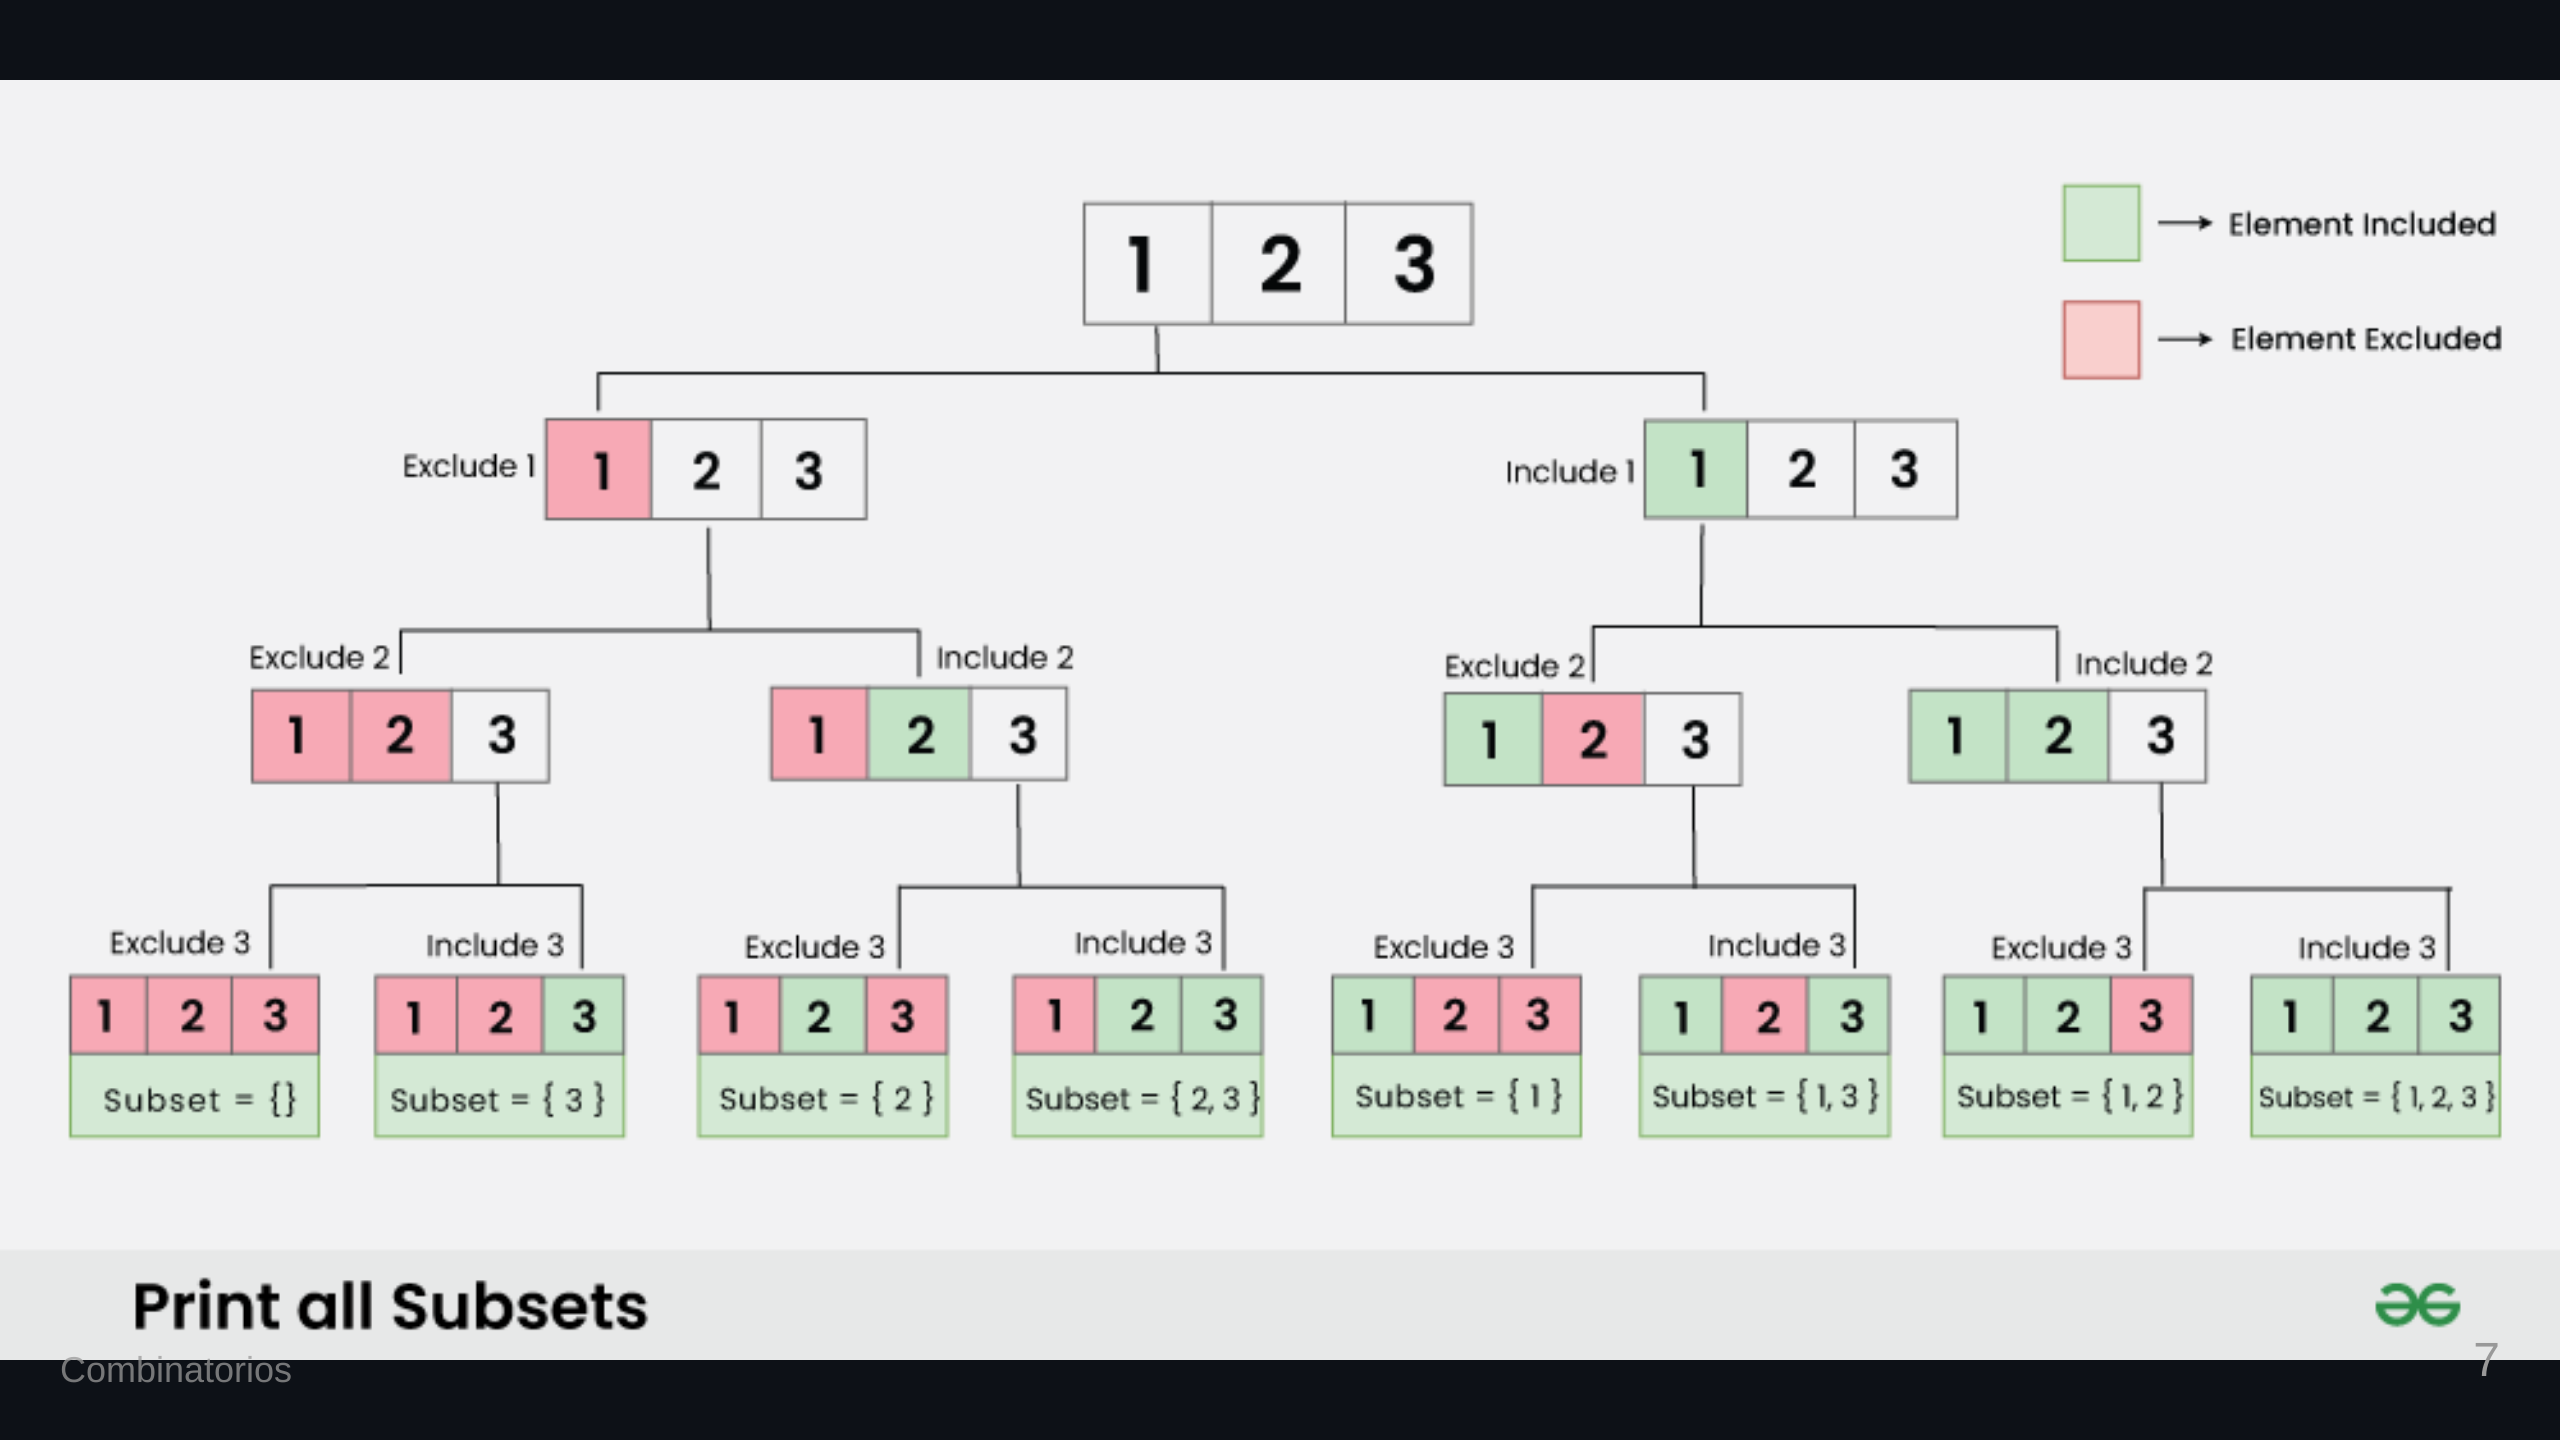 1 2 3
Element Included
Element Excluded
Exclude 1
1 2 3
Include 1
1 2 3
Exclude 2
Include 2
Exclude 2
Include 2
1 2 3
1 2 3
1 2 3
1 2 3
Exclude 3
Include 3
Exclude 3
Include 3
Exclude 3
Include 3
Exclude 3
Include 3
1 2 3
1 2 3
1 2 3
1 2 3
1 2 3
1 2 3
1 2 3
1 2 3
Subset = {}
Subset = { 3 }
Subset = { 2 }
Subset = { 2, 3 }
Subset = { 1 }
Subset = { 1, 3 }
Subset = { 1, 2 }
Subset = { 1, 2, 3 }
Print all Subsets
Combinatorios
7